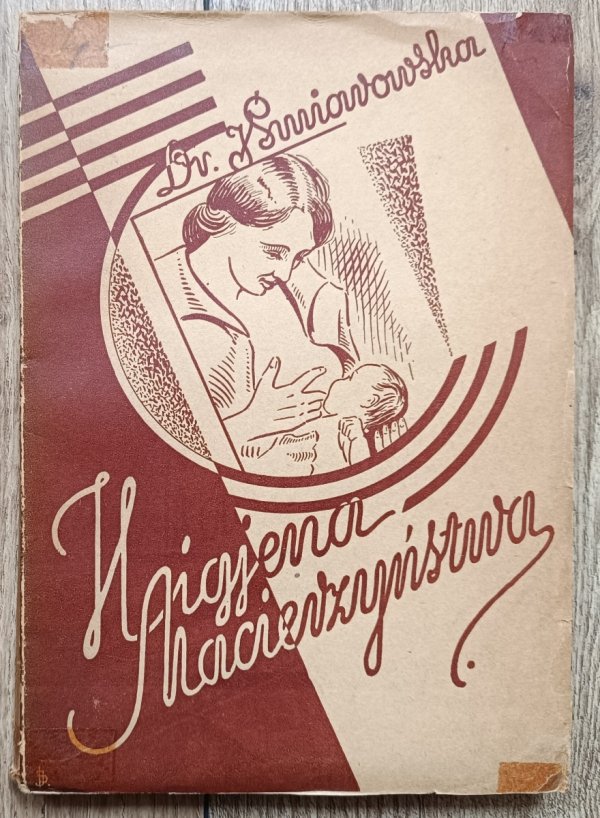 Dr. J Śmiarowska
Higjena
Macierzyństwa.